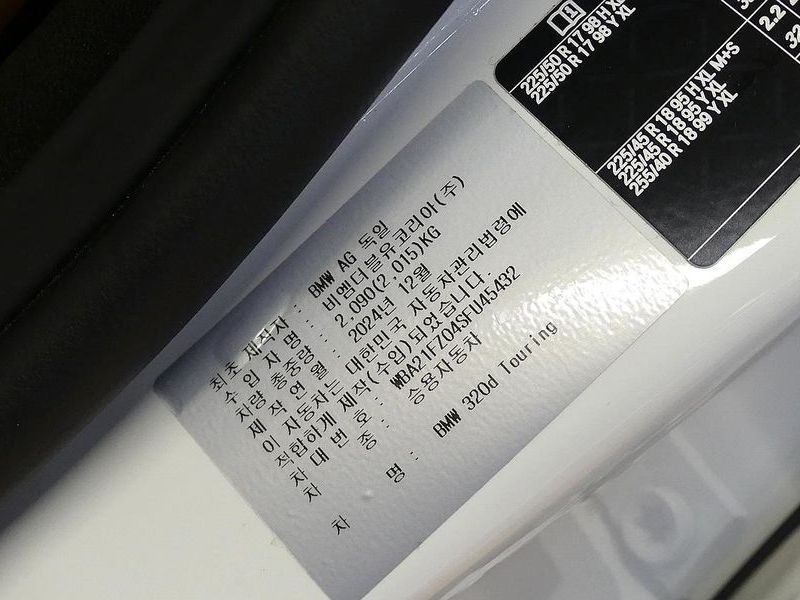 최초 제작자 : BMW AG 독일
수 입 자 명 : 비엠더블유코리아(주)
차량 총중량 : 2,090(2,015)KG
제 작 연 월 : 2024년 12월
이 자동차는 대한민국 자동차관리법령에
적합하게 제작(수입)되었습니다.
차 대 번 호 : WBA21FZ04SFU45432
차 종 : 승용자동차
차 명 : BMW 320d Touring
225/50 R 17 98 H XL
225/50 R 17 98 Y XL
2.2
225/45 R 18 95 H XL M+S
225/45 R 18 95 Y XL
255/40 R 18 99 Y XL